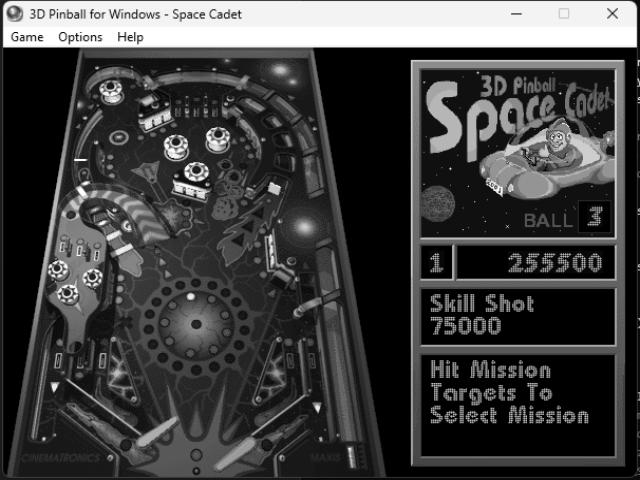 3D Pinball for Windows - Space Cadet
Game Options Help
3D Pinball
Space Cadet
BALL 3
1 255500
Skill Shot
75000
Hit Mission
Targets To
Select Mission
CINEMATRONICS
MAXIS